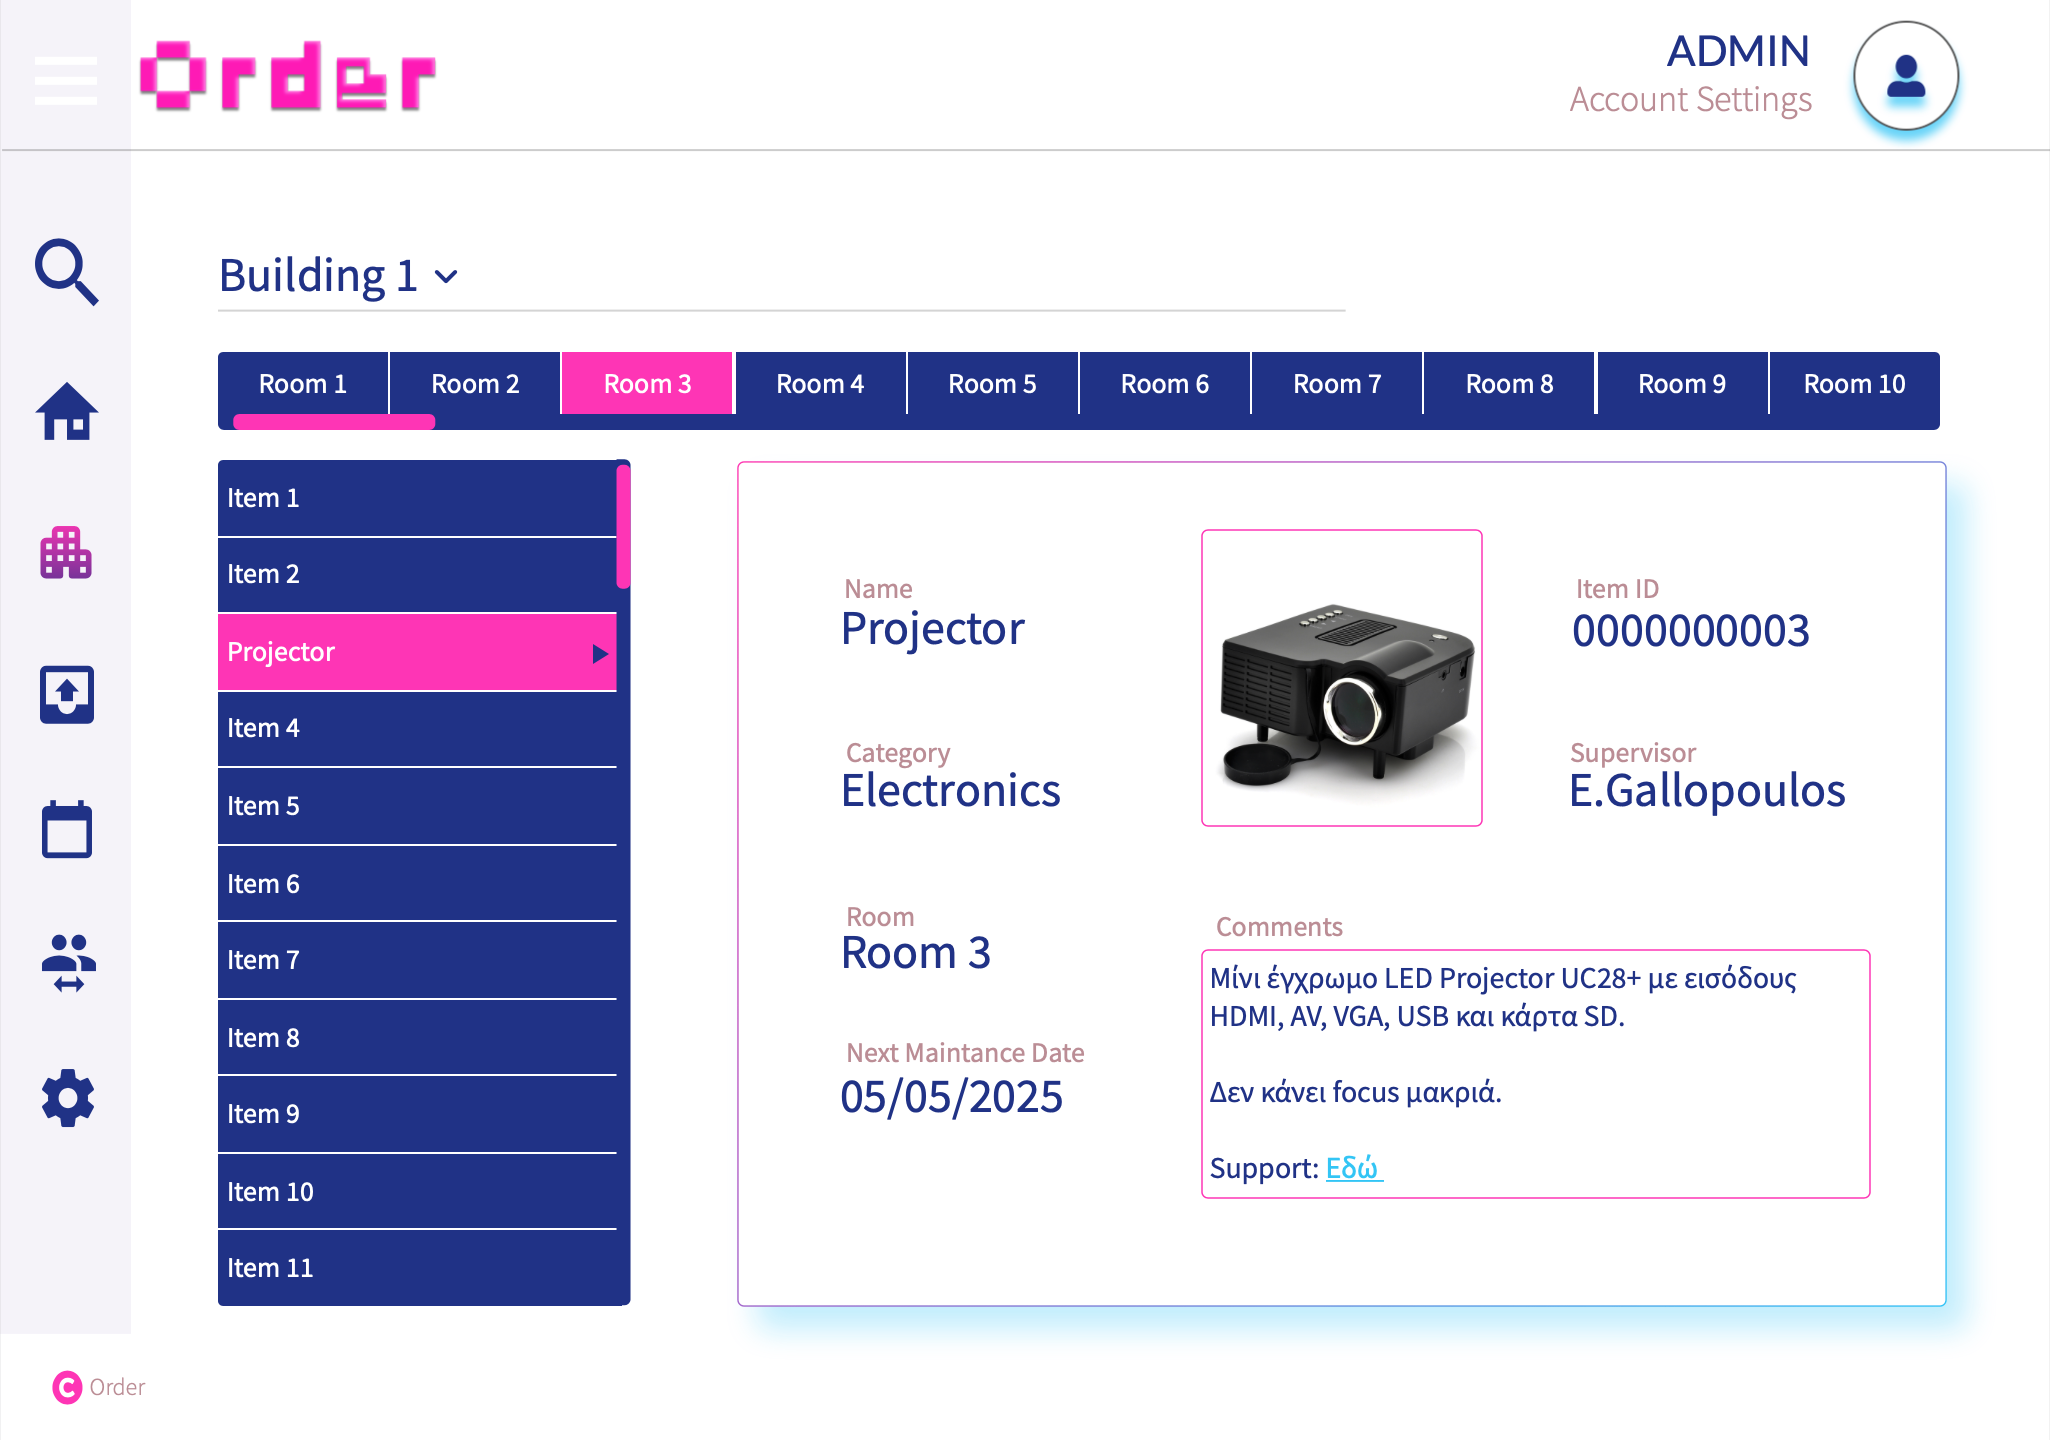 Order
ADMIN
Account Settings
Building 1
Room 1
Room 2
Room 3
Room 4
Room 5
Room 6
Room 7
Room 8
Room 9
Room 10
Item 1
Item 2
Projector
Item 4
Item 5
Item 6
Item 7
Item 8
Item 9
Item 10
Item 11
Name
Projector
Item ID
0000000003
Category
Electronics
Supervisor
E.Gallopoulos
Room
Room 3
Next Maintance Date
05/05/2025
Comments
Μίνι έγχρωμο LED Projector UC28+ με εισόδους
HDMI, AV, VGA, USB και κάρτα SD.
Δεν κάνει focus μακριά.
Support: Εδώ
C Order